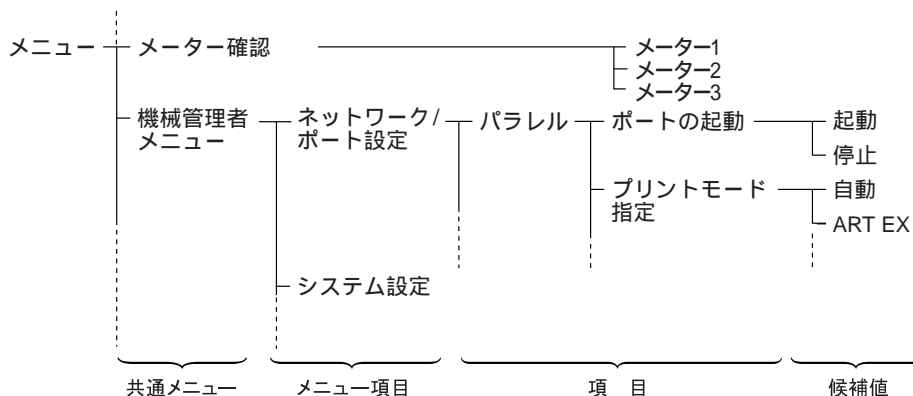 メニュー
メーター確認
メーター1
メーター2
メーター3
機械管理者
メニュー
ネットワーク/
ポート設定
パラレル
ポートの起動
起動
停止
プリントモード
指定
自動
ART EX
システム設定
共通メニュー
メニュー項目
項 目
候補値